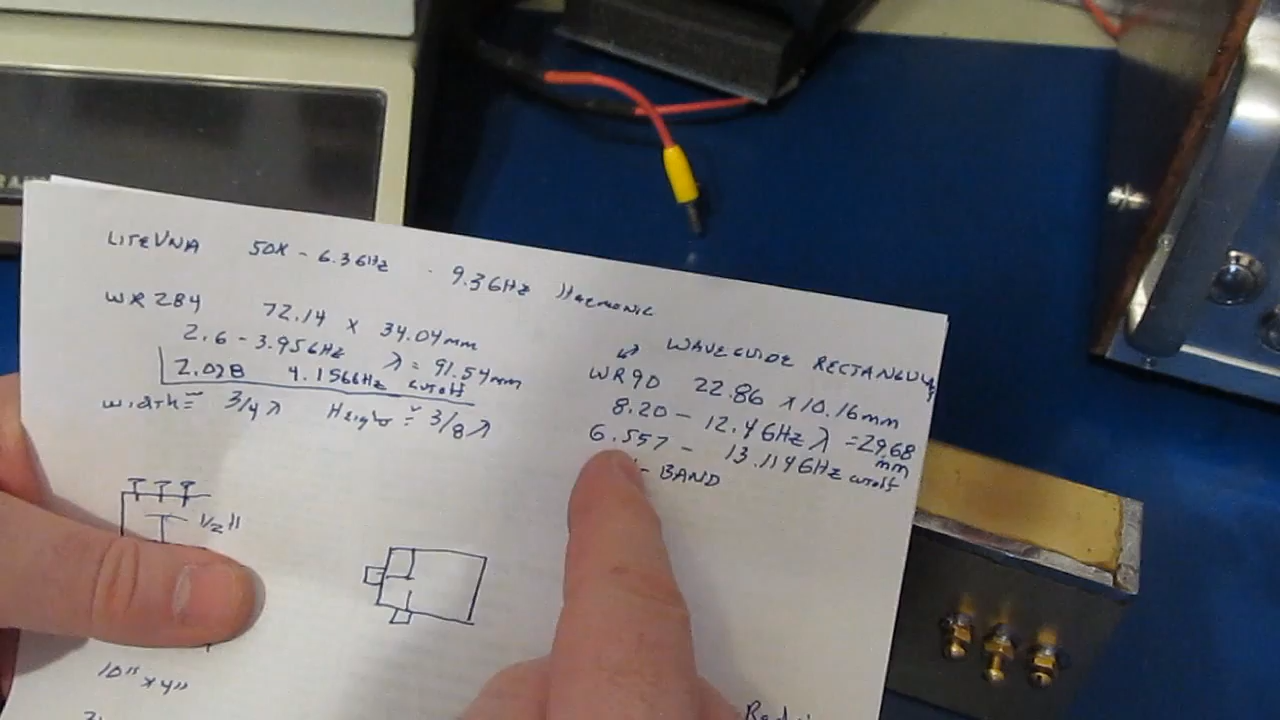 LITEVNA 50K - 6.3GHz - 9.3GHz Harmonic
WR284 72.14 x 34.04mm
2.6 - 3.95GHz λ = 91.54mm
2.078 4.156GHz cutoff
width ≅ 3/4 λ Height ≅ 3/8 λ
WAVEGUIDE RECTANGULAR
WR90 22.86 x 10.16mm
8.20 - 12.4GHz λ = 29.68 mm
6.557 - 13.114GHz cutoff
- BAND
1/2"
10" x 4"